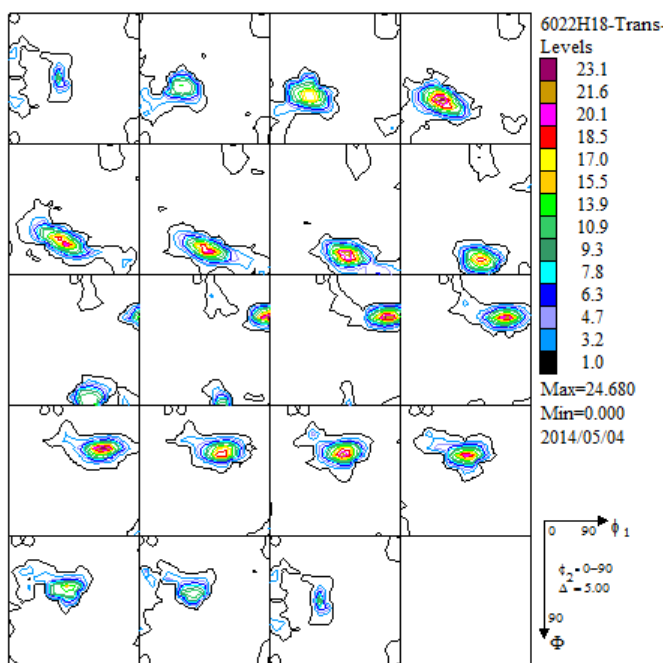 6022H18-Trans-
Levels
23.1
21.6
20.1
18.5
17.0
15.5
13.9
10.9
9.3
7.8
6.3
4.7
3.2
1.0
Max=24.680
Min=0.000
2014/05/04
0 90 ϕ1
ϕ2=0-90
Δ=5.00
90
Φ